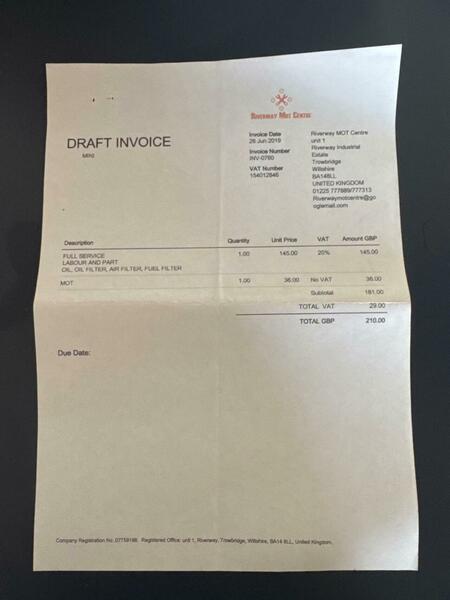 RIVERWAY MOT CENTRE
DRAFT INVOICE
MINI
Invoice Date
26 Jun 2019
Invoice Number
INV-0760
VAT Number
154012646
Riverway MOT Centre
unit 1
Riverway Industrial
Estate
Trowbridge
Wiltshire
BA148LL
UNITED KINGDOM
01225 777889/777313
Riverwaymotcentre@go
oglemail.com
Description Quantity Unit Price VAT Amount GBP
FULL SERVICE 1.00 145.00 20% 145.00
LABOUR AND PART
OIL, OIL FILTER, AIR FILTER, FUEL FILTER
MOT 1.00 36.00 No VAT 36.00
Subtotal 181.00
TOTAL VAT 29.00
TOTAL GBP 210.00
Due Date:
Company Registration No: 07759198. Registered Office: unit 1, Riverway, Trowbridge, Wiltshire, BA14 8LL, United Kingdom,